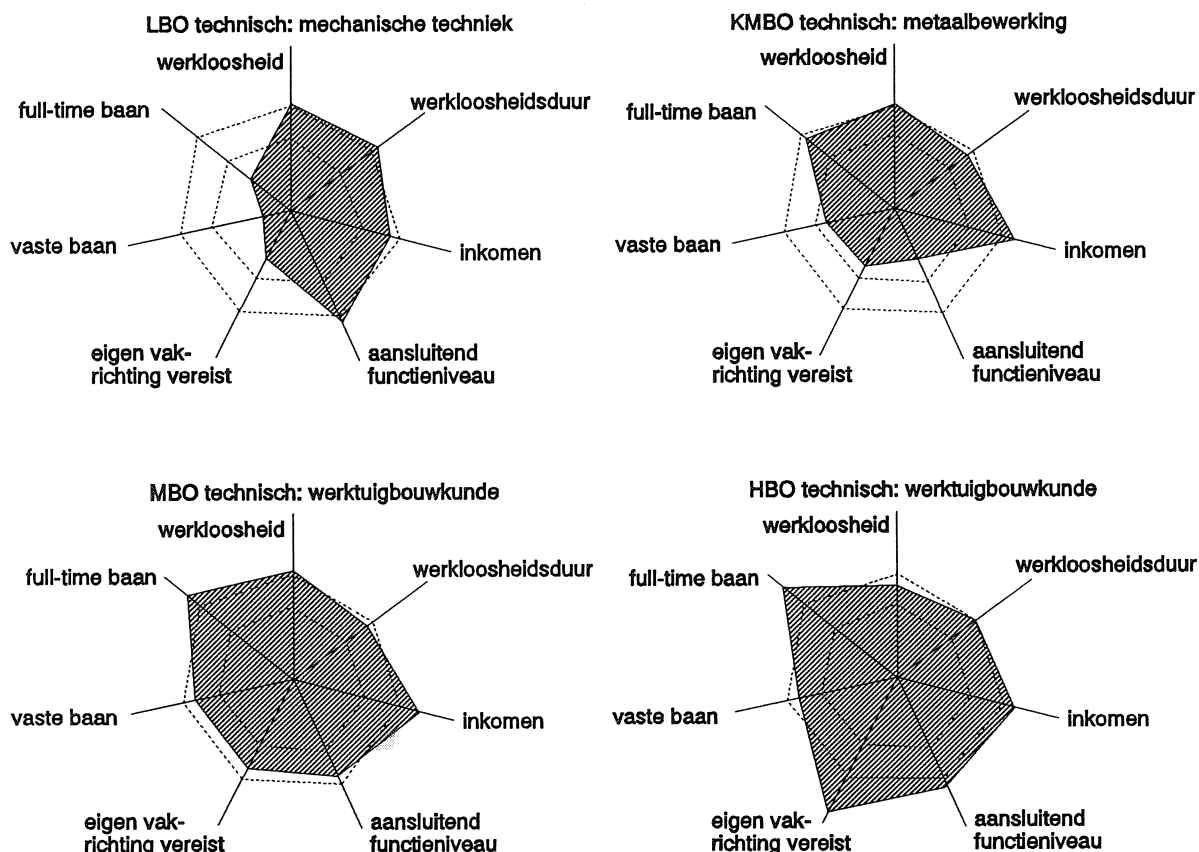 LBO technisch: mechanische techniek
werkloosheid
werkloosheidsduur
full-time baan
vaste baan
inkomen
eigen vak-
richting vereist
aansluitend
functieniveau
KMBO technisch: metaalbewerking
werkloosheid
werkloosheidsduur
full-time baan
vaste baan
inkomen
eigen vak-
richting vereist
aansluitend
functieniveau
MBO technisch: werktuigbouwkunde
werkloosheid
werkloosheidsduur
full-time baan
vaste baan
inkomen
eigen vak-
richting vereist
aansluitend
functieniveau
HBO technisch: werktuigbouwkunde
werkloosheid
werkloosheidsduur
full-time baan
vaste baan
inkomen
eigen vak-
richting vereist
aansluitend
functieniveau